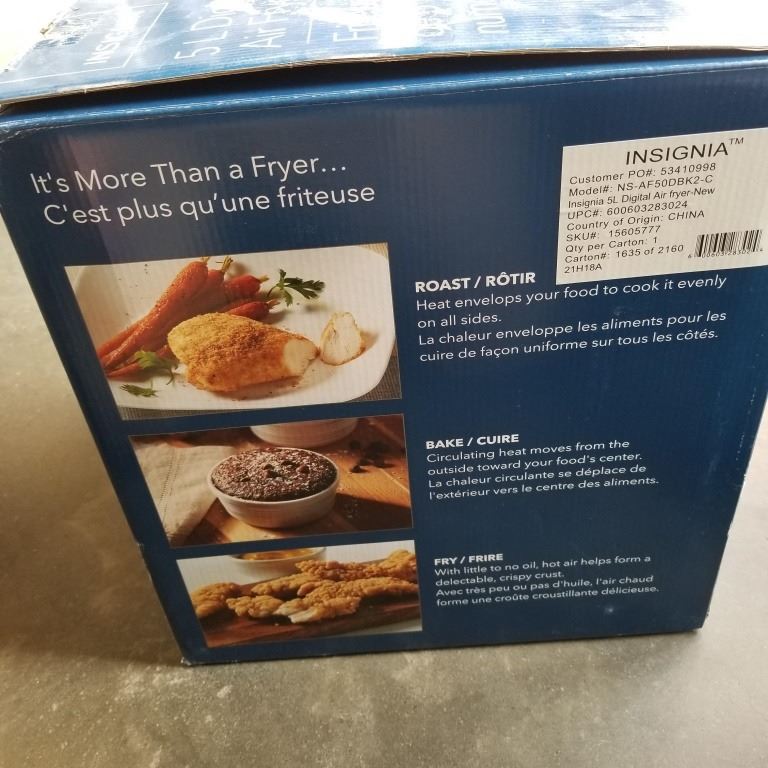 5 L
Air
It's More Than a Fryer...
C'est plus qu'une friteuse
INSIGNIA™
Customer PO#: 53410998
Model#: NS-AF50DBK2-C
Insignia 5L Digital Air fryer-New
UPC#: 600603283024
Country of Origin: CHINA
SKU#: 15605777
Qty per Carton: 1
Carton#: 1635 of 2160
21H18A
ROAST / RÔTIR
Heat envelops your food to cook it evenly
on all sides.
La chaleur enveloppe les aliments pour les
cuire de façon uniforme sur tous les côtés.
BAKE / CUIRE
Circulating heat moves from the
outside toward your food's center.
La chaleur circulante se déplace de
l'extérieur vers le centre des aliments.
FRY / FRIRE
With little to no oil, hot air helps form a
delectable, crispy crust.
Avec très peu ou pas d'huile, l'air chaud
forme une croûte croustillante délicieuse.